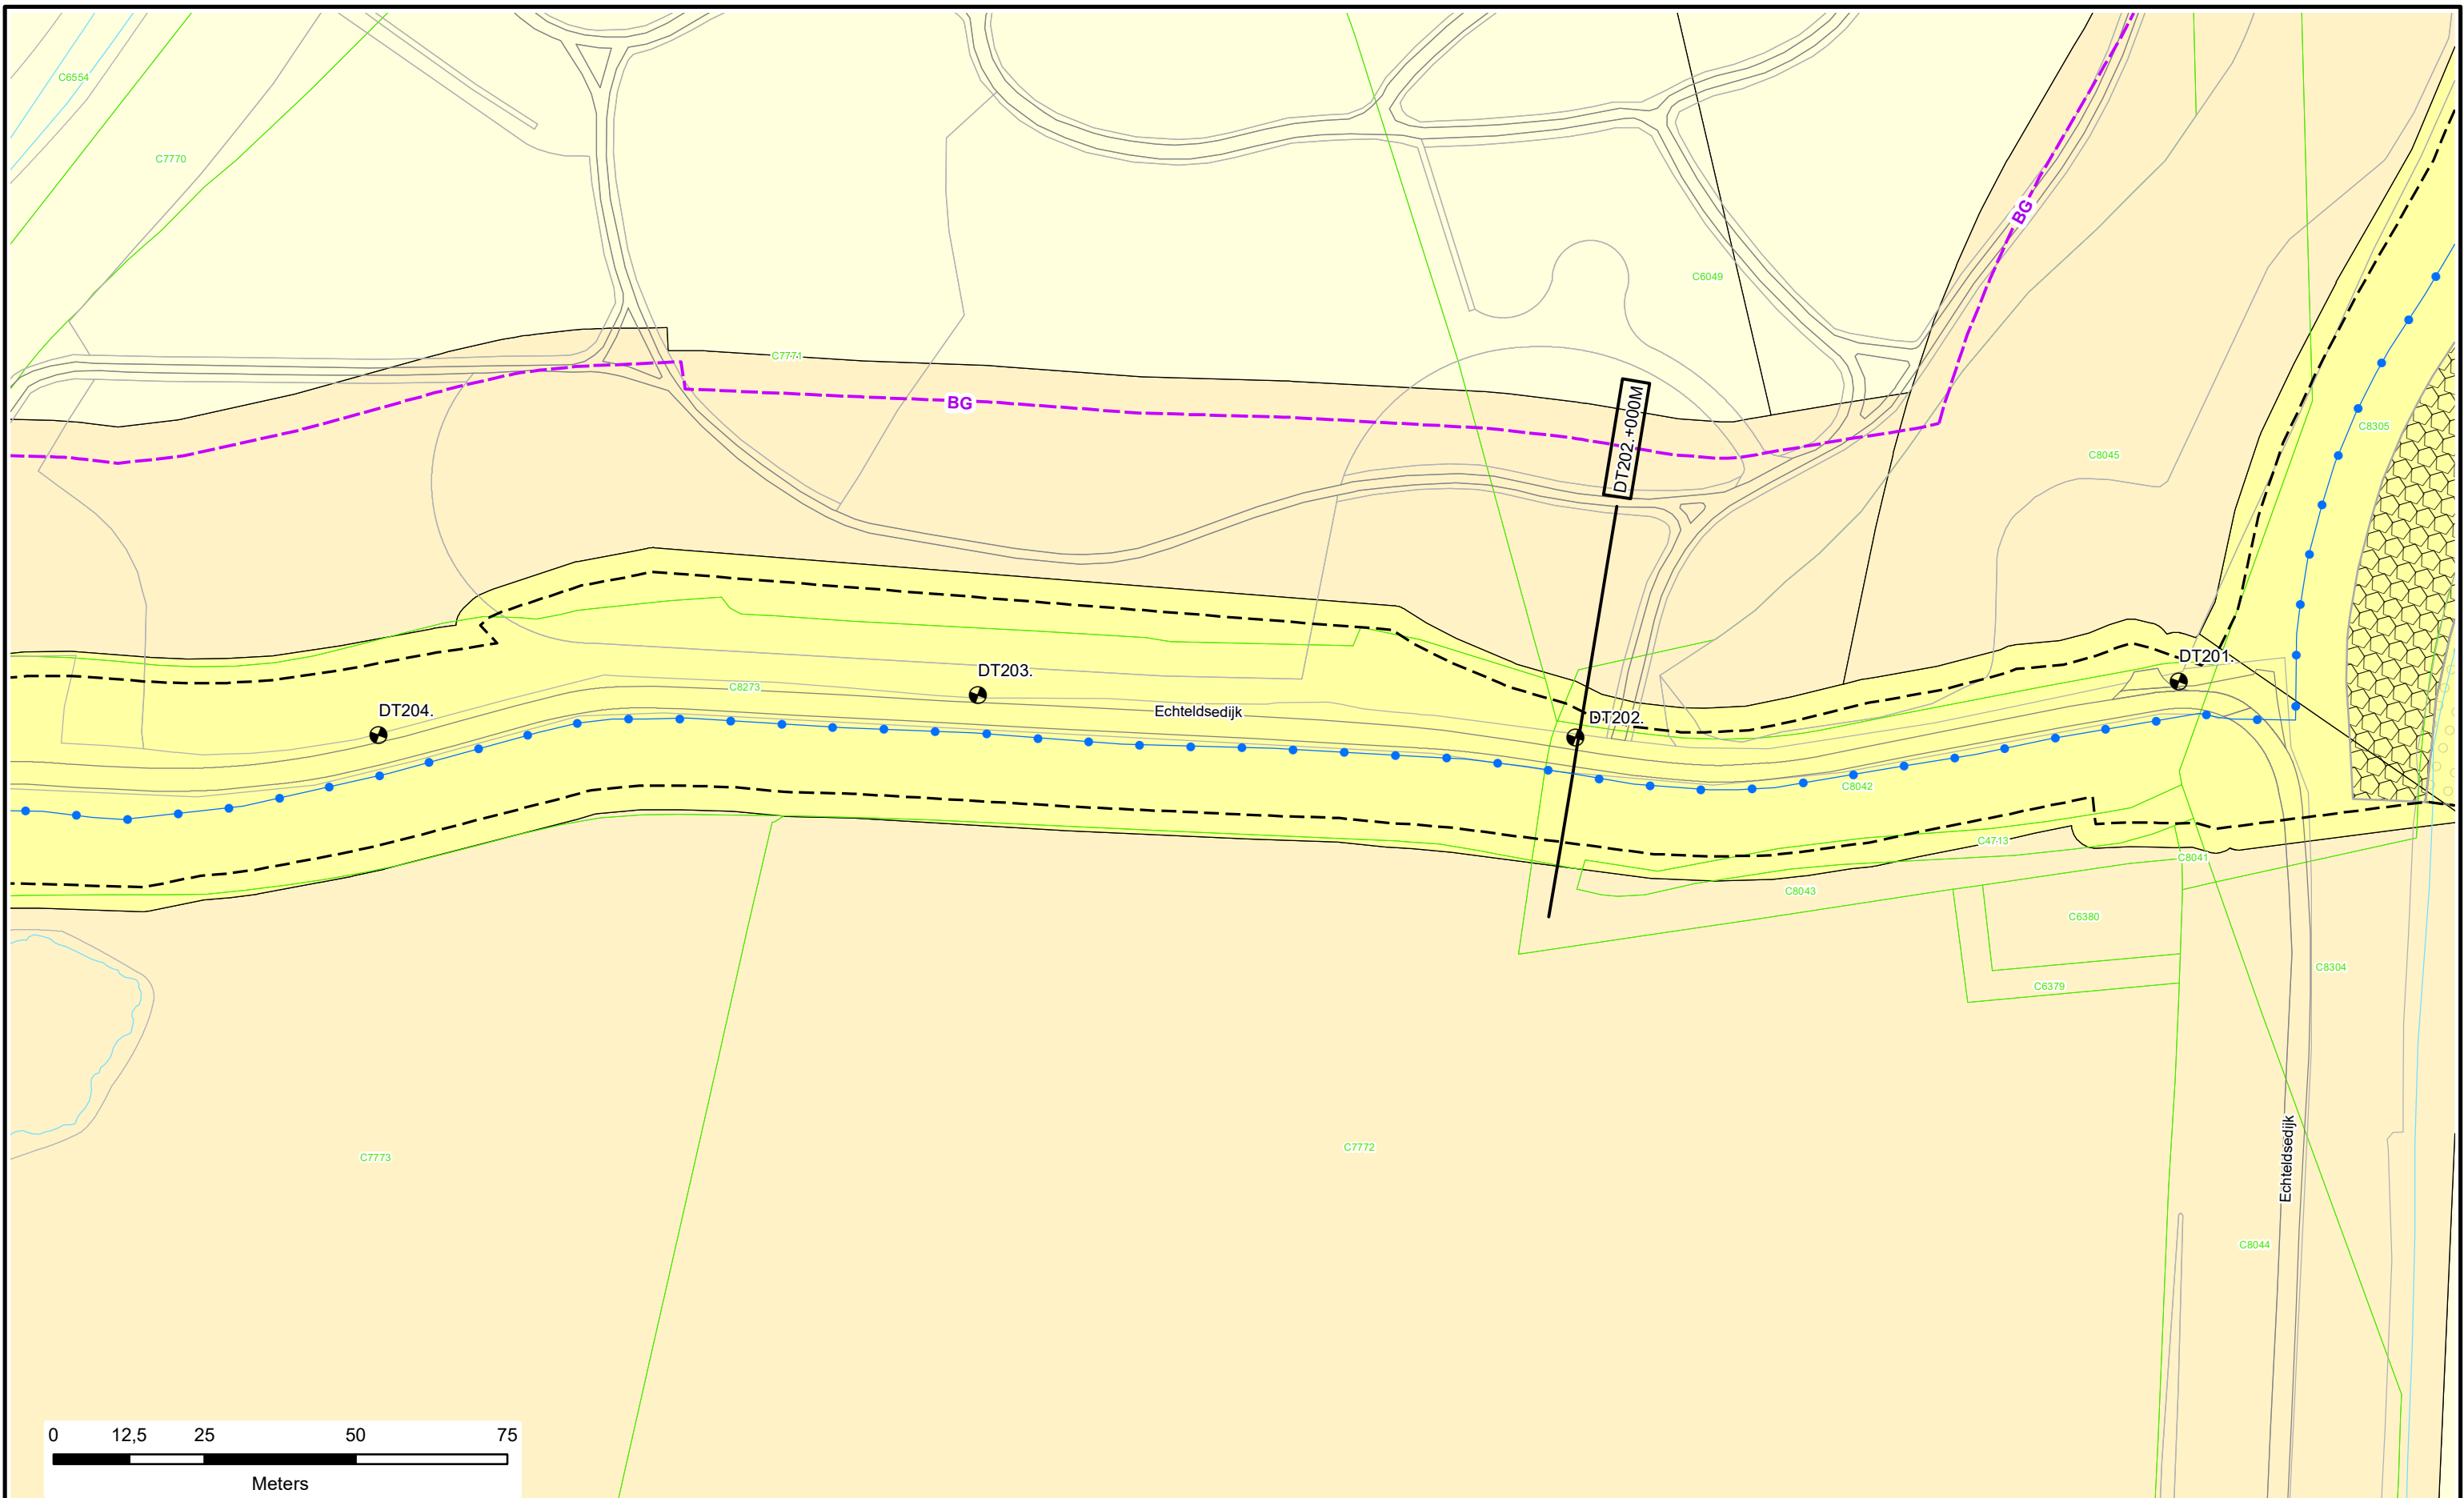 C6554
C7770
BG
C6049
C7771
BG
DT202.+000M
C8305
C8045
DT203.
DT201.
C8273
DT204.
Echteldsedijk
DT202.
C8042
C4713
C8041
C8043
C6380
C8304
C6379
Echteldsedijk
C7772
C7773
C8044
0 12,5 25 50 75
Meters